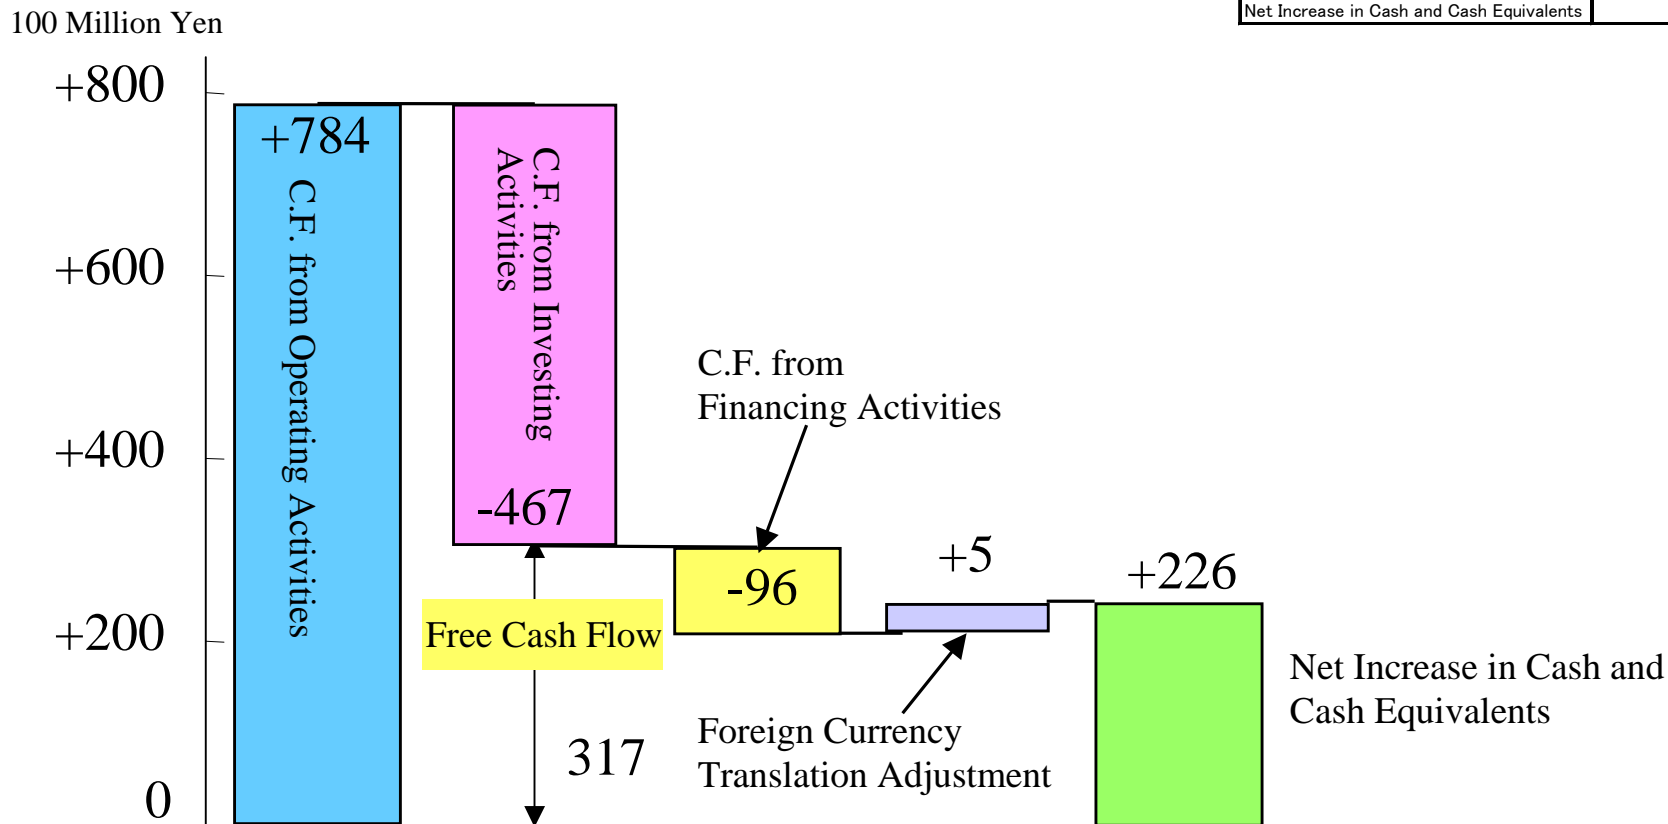 Net Increase in Cash and Cash Equivalents
100 Million Yen
+800
+600
+400
+200
0
+784
C.F. from Operating Activities
C.F. from Investing
Activities
-467
Free Cash Flow
317
C.F. from
Financing Activities
-96
+5
Foreign Currency
Translation Adjustment
+226
Net Increase in Cash and
Cash Equivalents